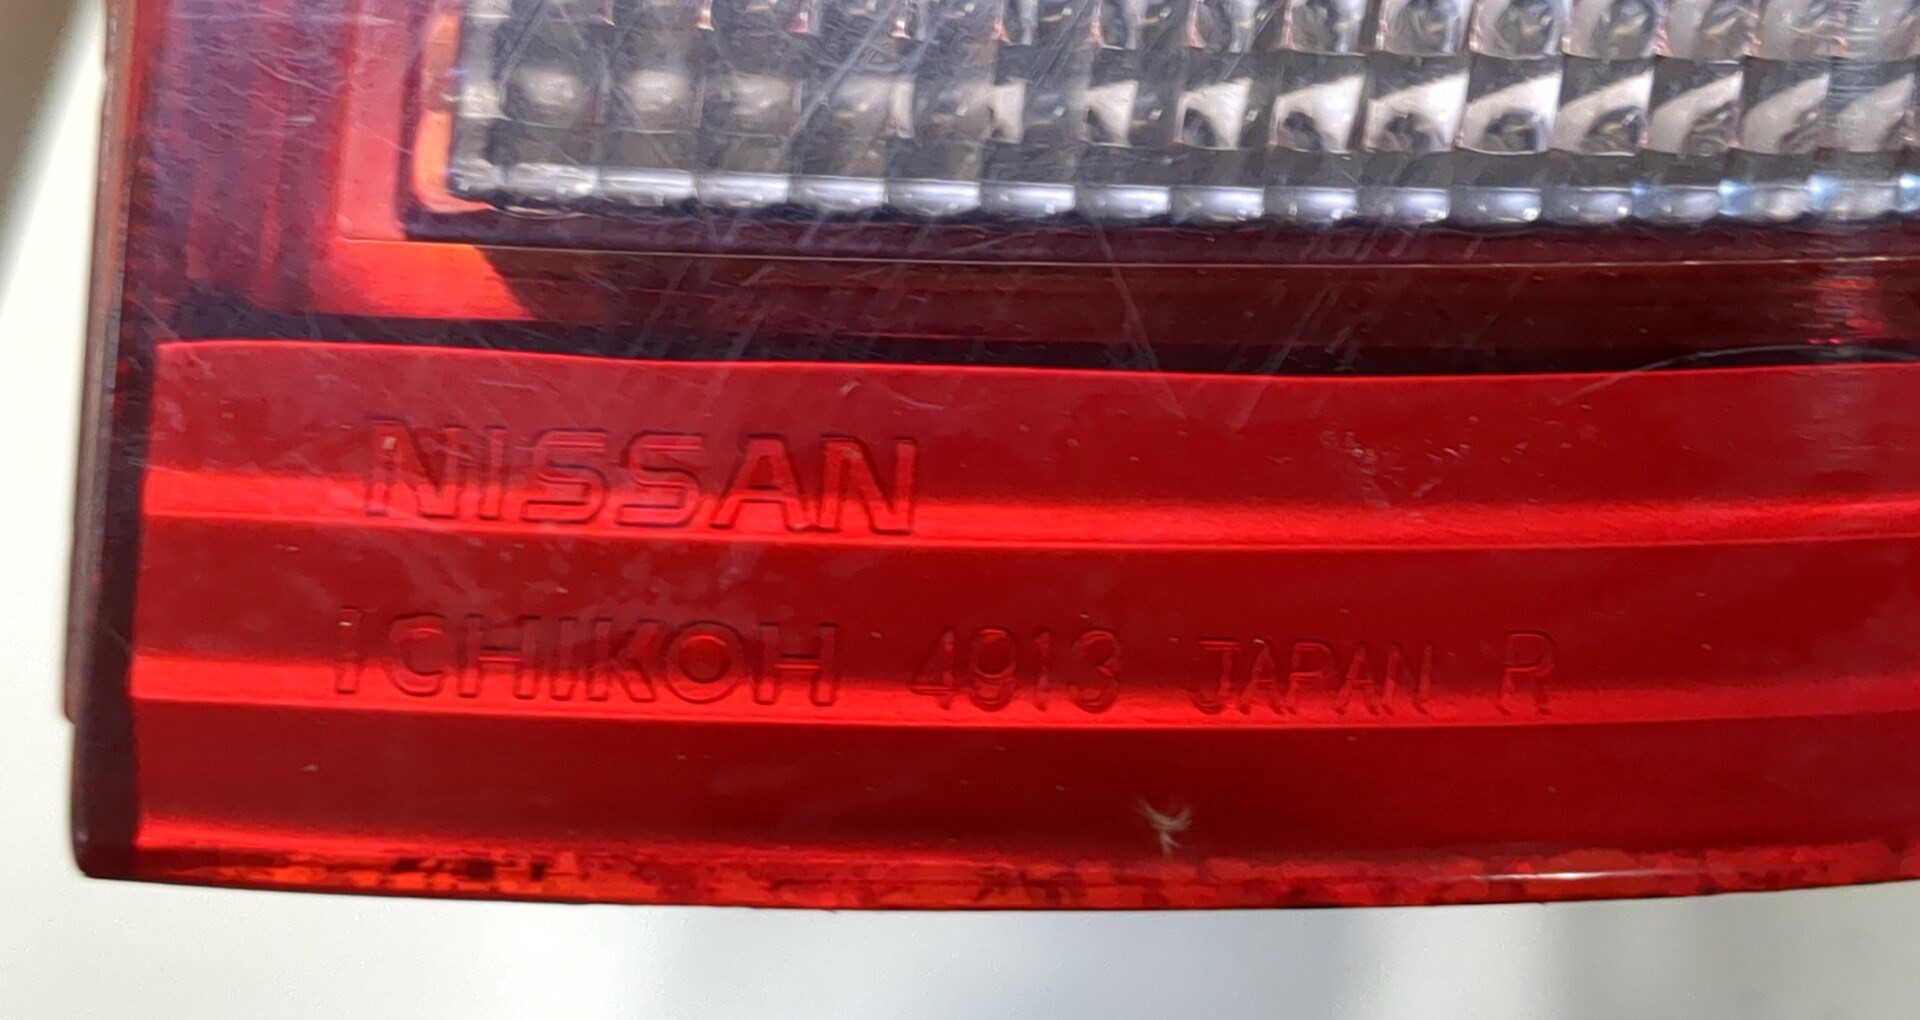 NISSAN
ICHIKOH 4913 JAPAN R